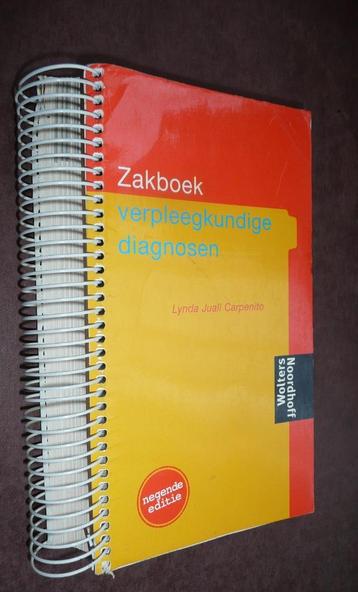 Zakboek
verpleegkundige
diagnosen
Lynda Juall Carpenito
Wolters
Noordhoff
negende
editie